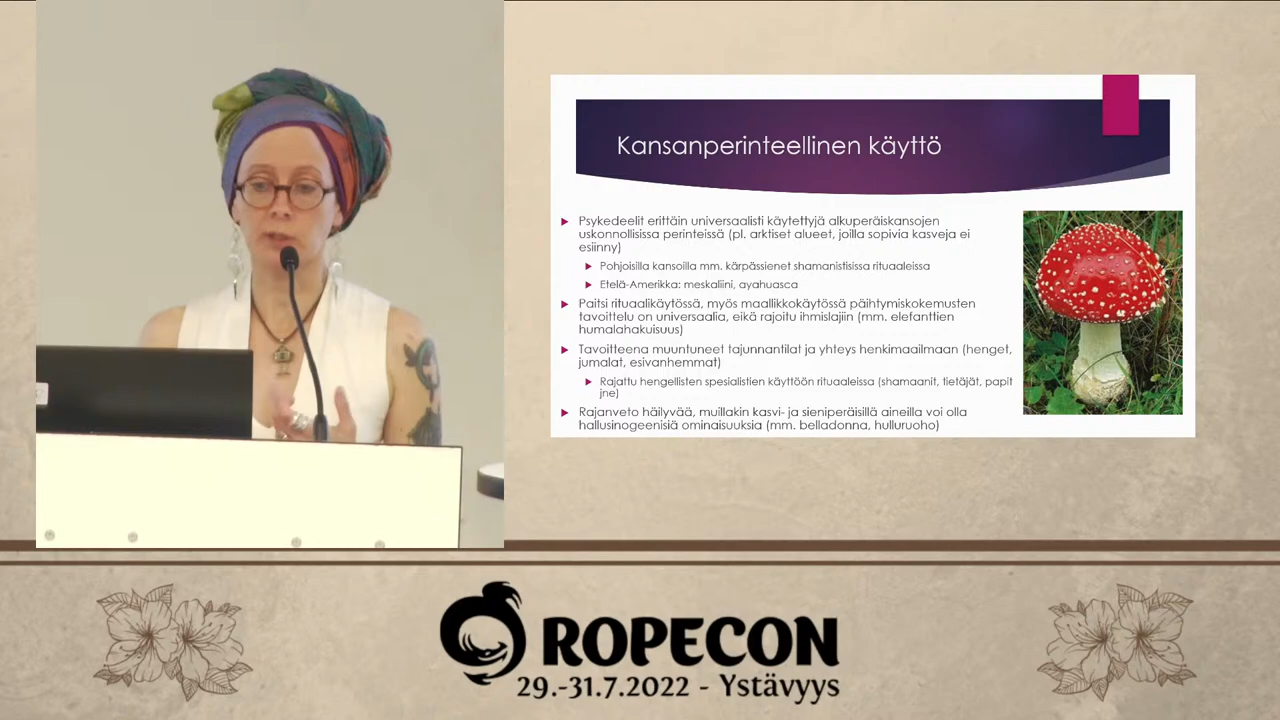 Kansanperinteellinen käyttö
Psykedeelit erittäin universaalisti käytettyjä alkuperäiskansojen
uskonnollisissa perinteissä (pl. arktiset alueet, joilla sopivia kasveja ei
esiinny)
Pohjoisilla kansoilla mm. kärpässienet shamanistisissa rituaaleissa
Etelä-Amerikka: meskaliini, ayahuasca
Paitsi rituaalikäytössä, myös maallikkokäytössä päihtymiskokemusten
tavoittelu on universaalia, eikä rajoitu ihmislajiin (mm. elefanttien
humalahakuisuus)
Tavoitteena muuntuneet tajunnantilat ja yhteys henkimaailmaan (henget,
jumalat, esivanhemmat)
Rajattu hengellisten spesialistien käyttöön rituaaleissa (shamaanit, tietäjät, papit
jne)
Rajanveto häilyvää, muillakin kasvi- ja sieniperäisillä aineilla voi olla
hallusinogeenisiä ominaisuuksia (mm. belladonna, hulluruoho)
ROPECON
29.-31.7.2022 - Ystävyys